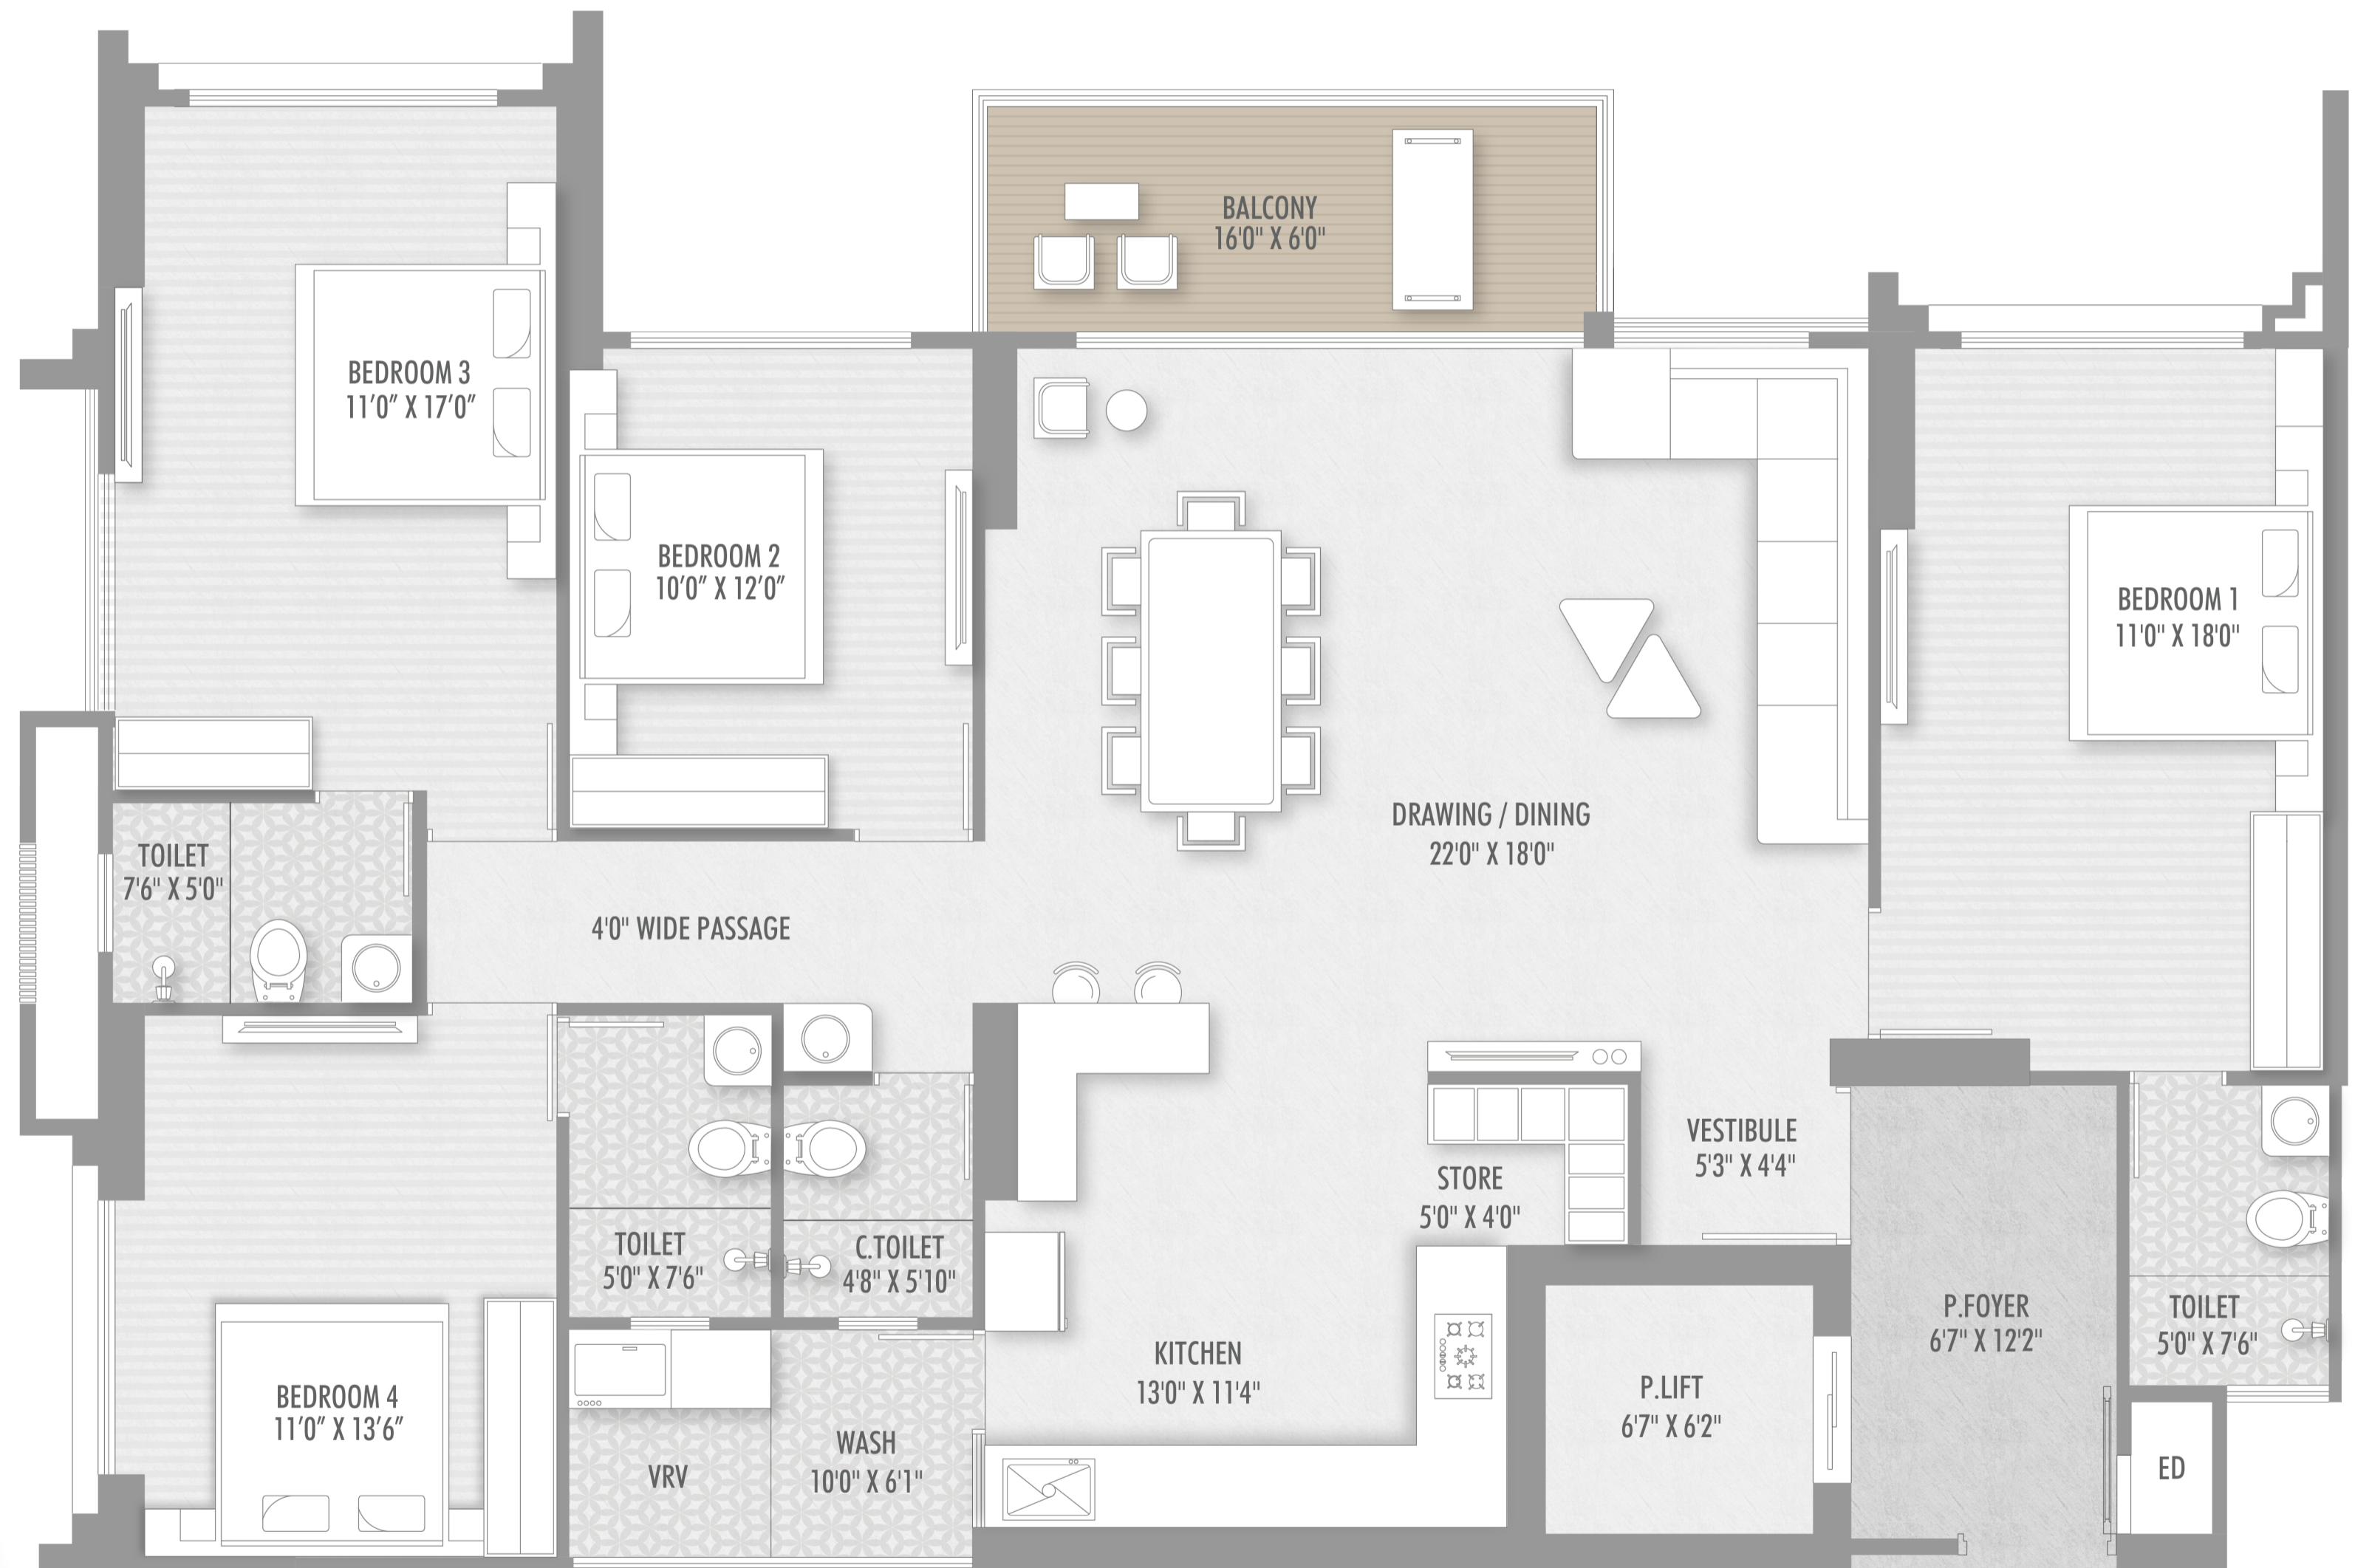 BALCONY
16'0" X 6'0"
BEDROOM 3
11'0" X 17'0"
BEDROOM 2
10'0" X 12'0"
BEDROOM 1
11'0" X 18'0"
DRAWING / DINING
22'0" X 18'0"
TOILET
7'6" X 5'0"
4'0" WIDE PASSAGE
VESTIBULE
5'3" X 4'4"
STORE
5'0" X 4'0"
TOILET
5'0" X 7'6"
C.TOILET
4'8" X 5'10"
P.FOYER
6'7" X 12'2"
TOILET
5'0" X 7'6"
KITCHEN
13'0" X 11'4"
P.LIFT
6'7" X 6'2"
BEDROOM 4
11'0" X 13'6"
WASH
10'0" X 6'1"
VRV
ED